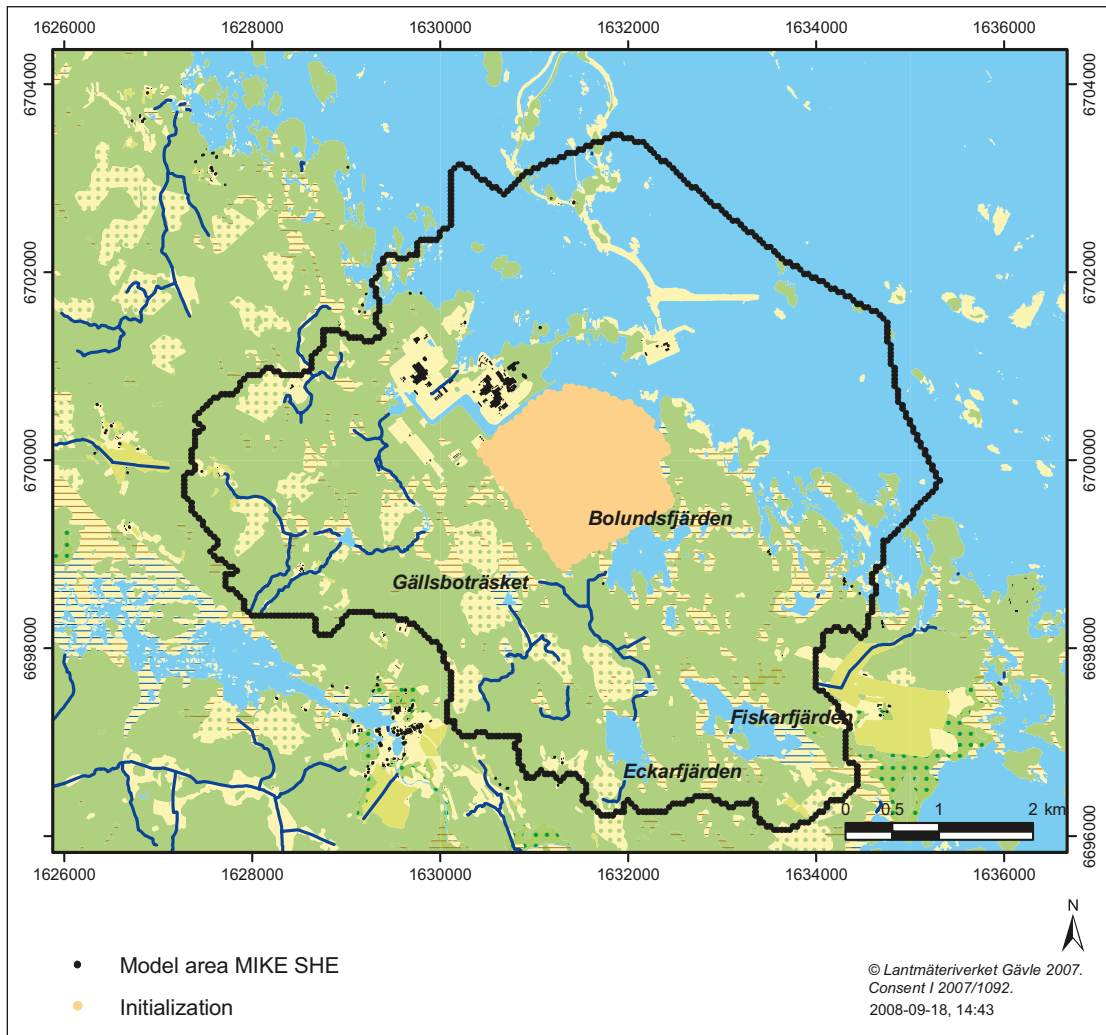 1626000 1628000 1630000 1632000 1634000 1636000
6704000 6704000
6702000 6702000
6700000 6700000
Bolundsfjärden
Gällsboträsket
6698000 6698000
Fiskarfjärden
Eckarfjärden
0 0.5 1 2 km
6696000 6696000
1626000 1628000 1630000 1632000 1634000 1636000
N
Model area MIKE SHE
Initialization
© Lantmäteriverket Gävle 2007.
Consent I 2007/1092.
2008-09-18, 14:43